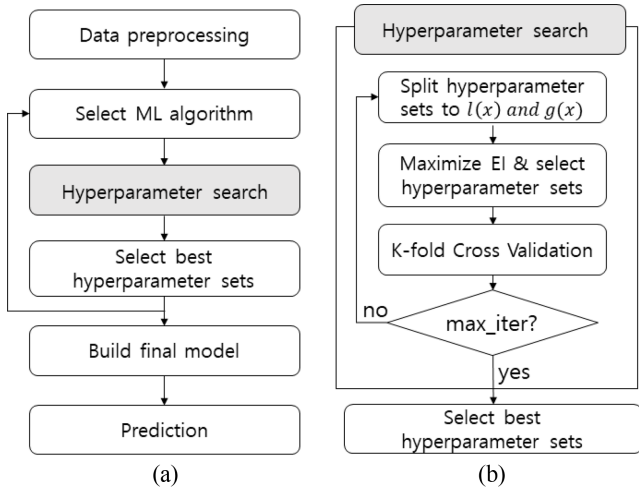 Data preprocessing
Select ML algorithm
Hyperparameter search
Select best
hyperparameter sets
Build final model
Prediction
(a)
Hyperparameter search
Split hyperparameter
sets to l(x) and g(x)
Maximize EI & select
hyperparameter sets
K-fold Cross Validation
max_iter?
no
yes
Select best
hyperparameter sets
(b)